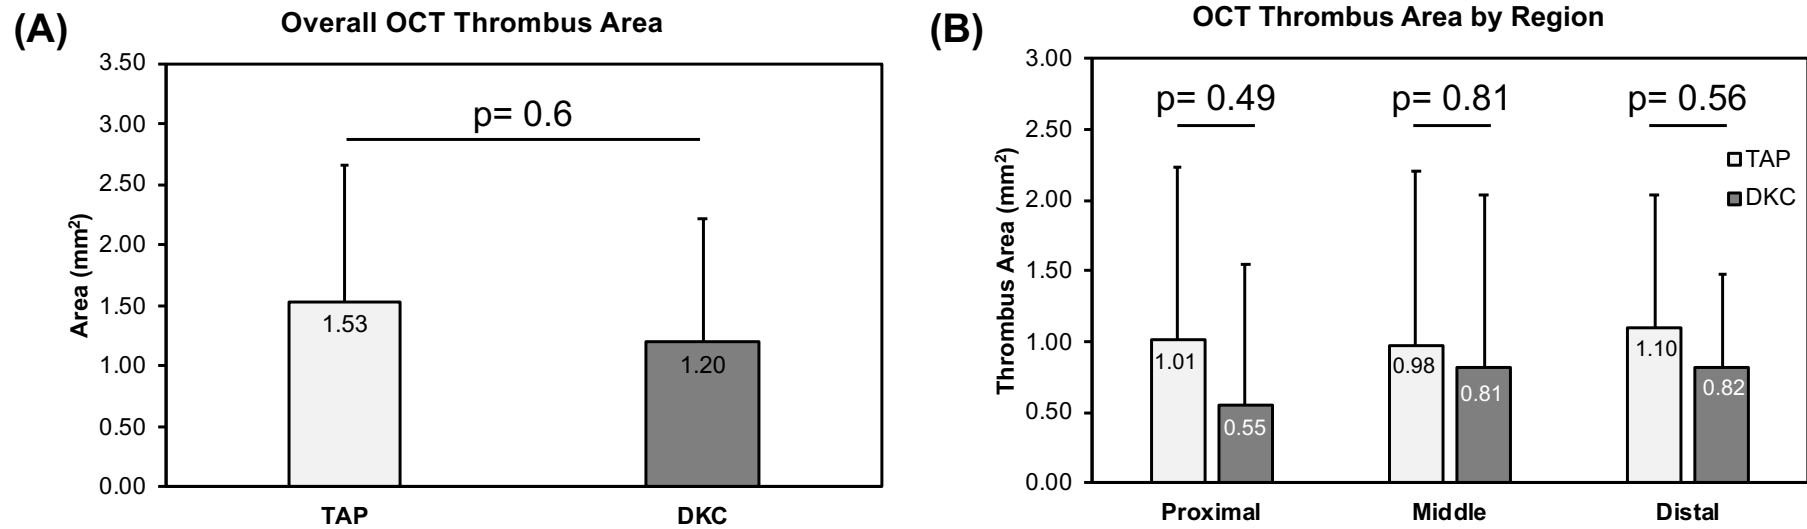 (A)
Overall OCT Thrombus Area
Area (mm²)
3.50
3.00
2.50
2.00
1.50
1.00
0.50
0.00
p= 0.6
1.53
1.20
TAP
DKC
(B)
OCT Thrombus Area by Region
Thrombus Area (mm²)
3.00
2.50
2.00
1.50
1.00
0.50
0.00
p= 0.49
p= 0.81
p= 0.56
TAP
DKC
1.01
0.55
0.98
0.81
1.10
0.82
Proximal
Middle
Distal